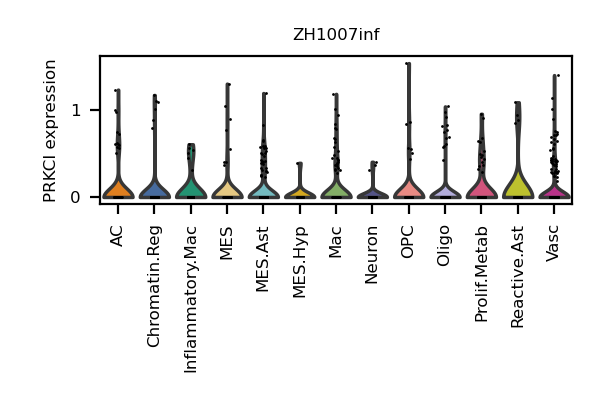 ZH1007inf
PRKCI expression
1
0
AC
Chromatin.Reg
Inflammatory.Mac
MES
MES.Ast
MES.Hyp
Mac
Neuron
OPC
Oligo
Prolif.Metab
Reactive.Ast
Vasc